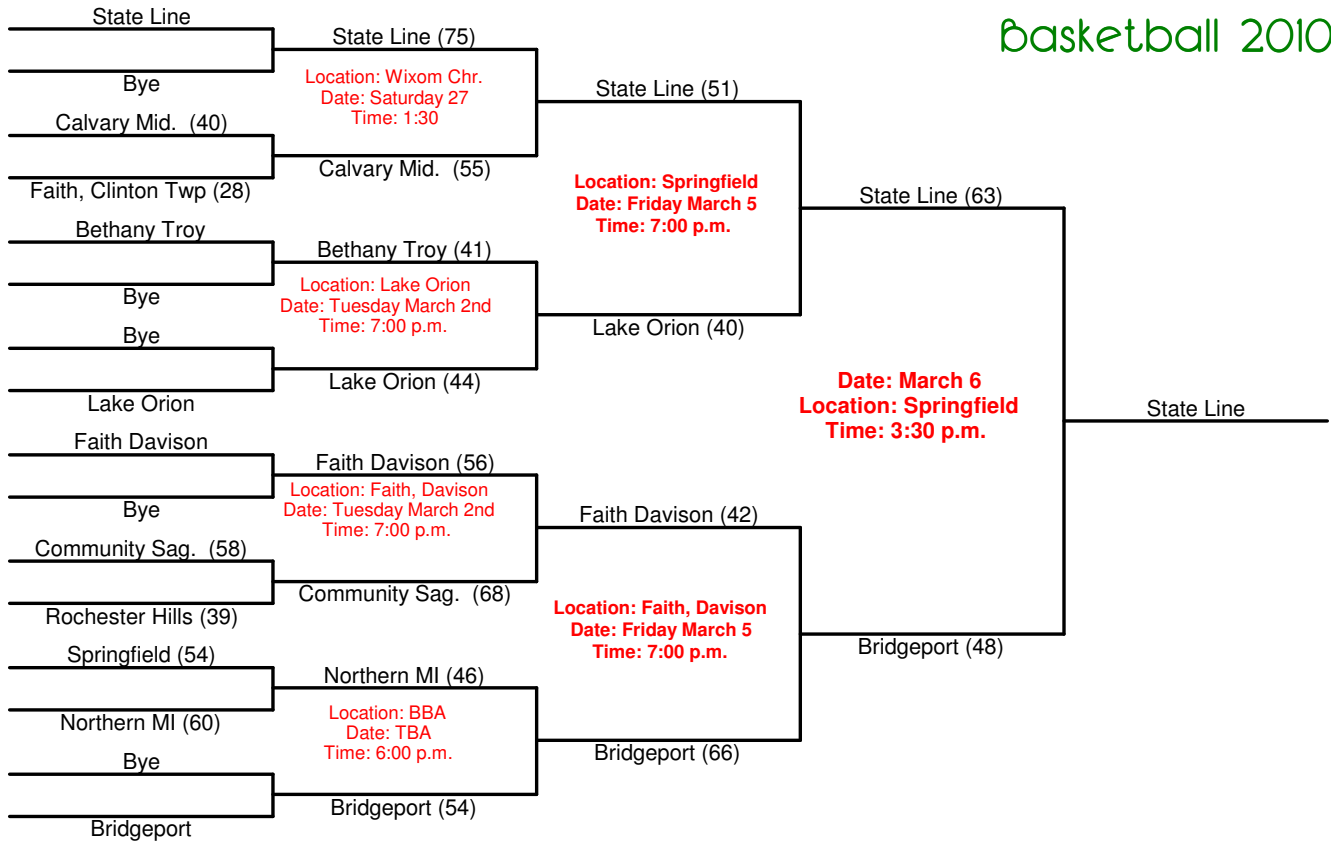 Basketball 2010
State Line
Bye
Calvary Mid.  (40)
Faith, Clinton Twp (28)
Bethany Troy
Bye
Bye
Lake Orion
Faith Davison
Bye
Community Sag.  (58)
Rochester Hills (39)
Springfield (54)
Northern MI (60)
Bye
Bridgeport
State Line (75)
Location: Wixom Chr.
Date: Saturday 27
Time: 1:30
Calvary Mid.  (55)
Bethany Troy (41)
Location: Lake Orion
Date: Tuesday March 2nd
Time: 7:00 p.m.
Lake Orion (44)
Faith Davison (56)
Location: Faith, Davison
Date: Tuesday March 2nd
Time: 7:00 p.m.
Community Sag.  (68)
Northern MI (46)
Location: BBA
Date: TBA
Time: 6:00 p.m.
Bridgeport (54)
State Line (51)
Location: Springfield
Date: Friday March 5
Time: 7:00 p.m.
Lake Orion (40)
Faith Davison (42)
Location: Faith, Davison
Date: Friday March 5
Time: 7:00 p.m.
Bridgeport (66)
State Line (63)
Date: March 6
Location: Springfield
Time: 3:30 p.m.
Bridgeport (48)
State Line